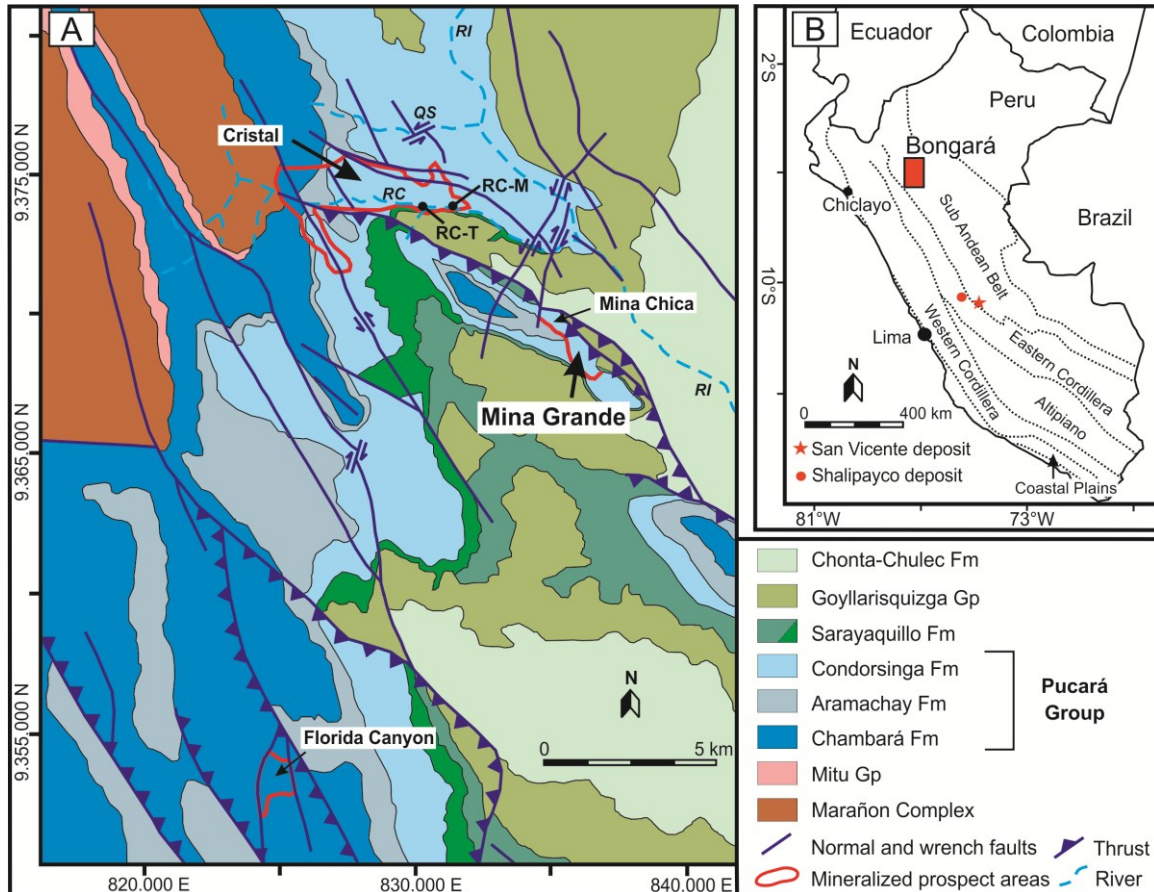 A
RI
QS
Cristal
RC
RC-M
RC-T
Mina Chica
Mina Grande
RI
Florida Canyon
N
0 5 km
9.375.000 N
9.365.000 N
9.355.000 N
820.000 E
830.000 E
840.000 E
B
Ecuador
Colombia
2°S
Peru
Bongará
Brazil
Chiclayo
Sub Andean Belt
10°S
Lima
Western Cordillera
Eastern Cordillera
Altipiano
N
0 400 km
San Vicente deposit
Shalipayco deposit
Coastal Plains
81°W
73°W
Chonta-Chulec Fm
Goyllarisquizga Gp
Sarayaquillo Fm
Condorsinga Fm
Aramachay Fm
Chambará Fm
Pucará
Group
Mitu Gp
Marañon Complex
Normal and wrench faults
Thrust
Mineralized prospect areas
River